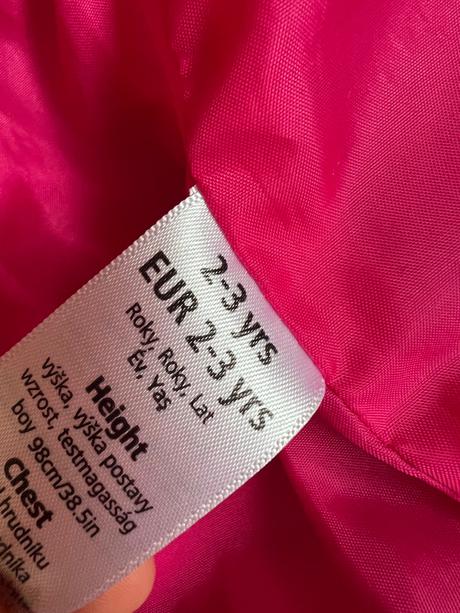 2-3 yrs
EUR 2-3 yrs
Roky, Roky, Lat
Év, Yaş
Height
výška, výška postavy
wzrost, testmagasság
boy 98cm/38.5in
Chest
hrudníku